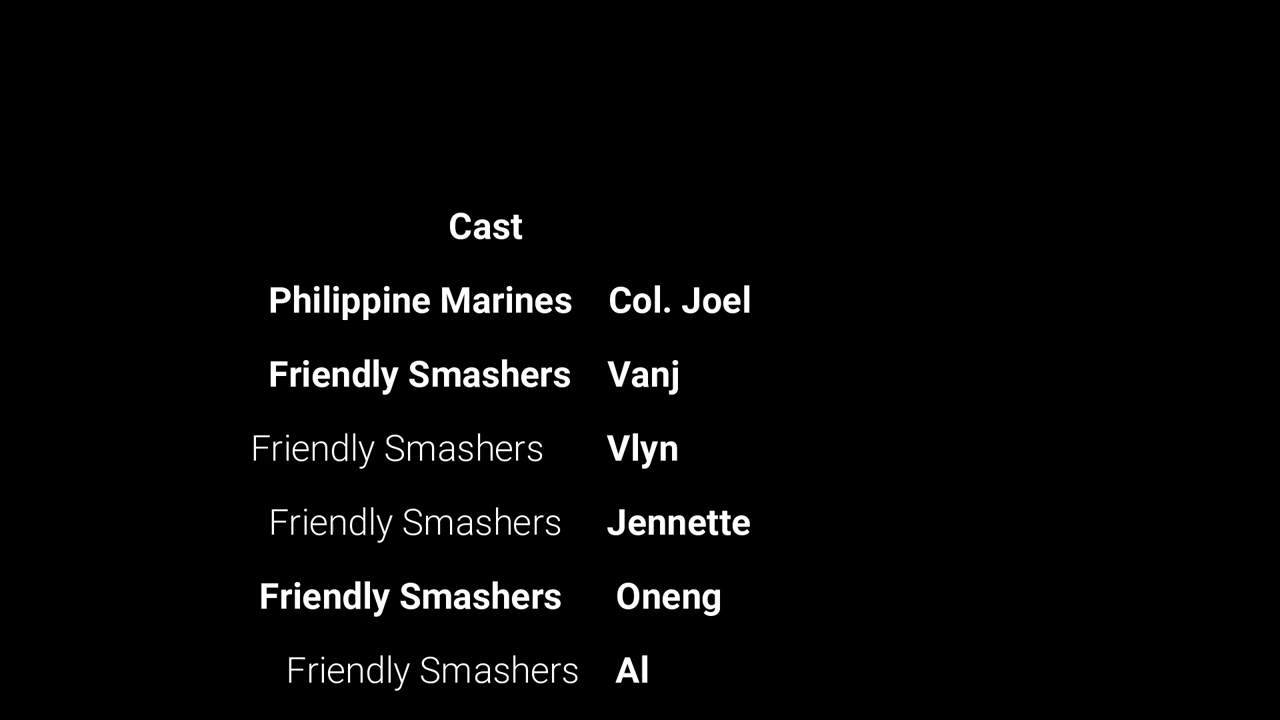 Cast
Philippine Marines Col. Joel
Friendly Smashers Vanj
Friendly Smashers Vlyn
Friendly Smashers Jennette
Friendly Smashers Oneng
Friendly Smashers Al